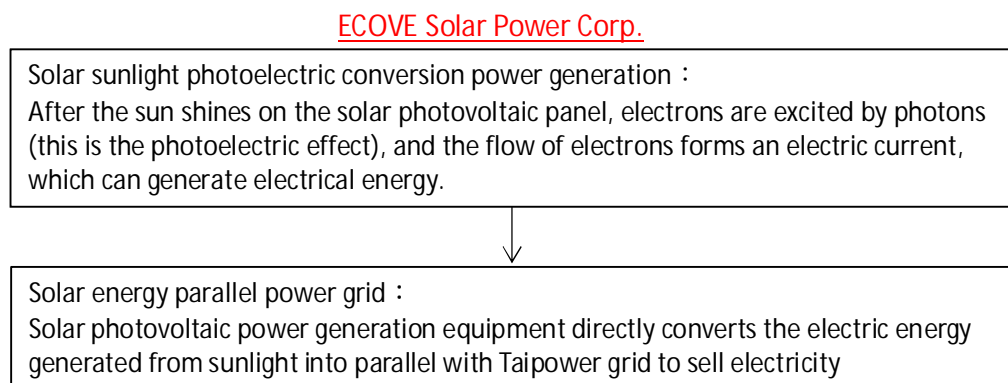 ECOVE Solar Power Corp.
Solar sunlight photoelectric conversion power generation：
After the sun shines on the solar photovoltaic panel, electrons are excited by photons
(this is the photoelectric effect), and the flow of electrons forms an electric current,
which can generate electrical energy.
Solar energy parallel power grid：
Solar photovoltaic power generation equipment directly converts the electric energy
generated from sunlight into parallel with Taipower grid to sell electricity